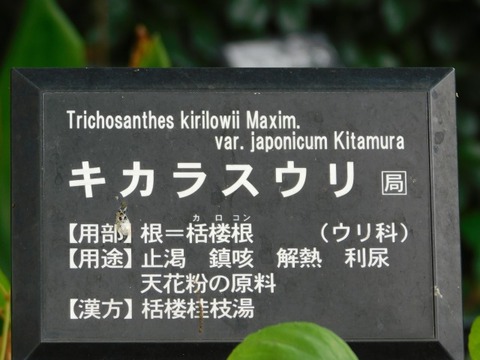 Trichosanthes kirilowii Maxim.
var. japonicum Kitamura
キカラスウリ 局
カロコン
【用部】根＝栝楼根 （ウリ科）
【用途】止渇 鎮咳 解熱 利尿
天花粉の原料
【漢方】栝楼桂枝湯